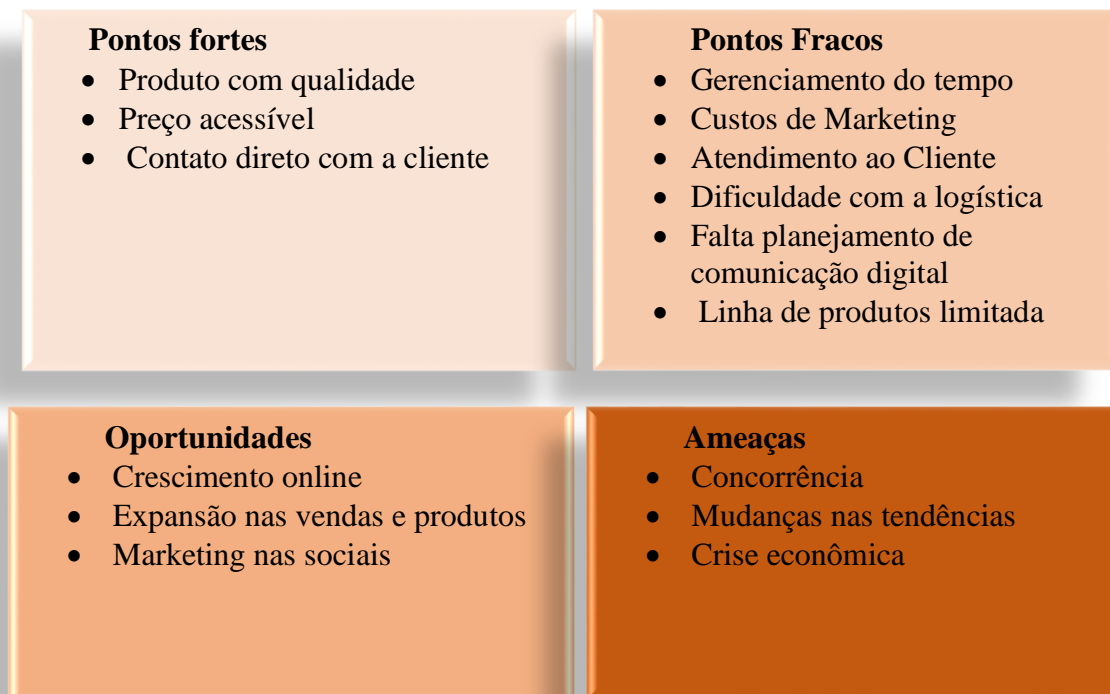 Pontos fortes
• Produto com qualidade
• Preço acessível
• Contato direto com a cliente
Pontos Fracos
• Gerenciamento do tempo
• Custos de Marketing
• Atendimento ao Cliente
• Dificuldade com a logística
• Falta planejamento de
comunicação digital
• Linha de produtos limitada
Oportunidades
• Crescimento online
• Expansão nas vendas e produtos
• Marketing nas sociais
Ameaças
• Concorrência
• Mudanças nas tendências
• Crise econômica